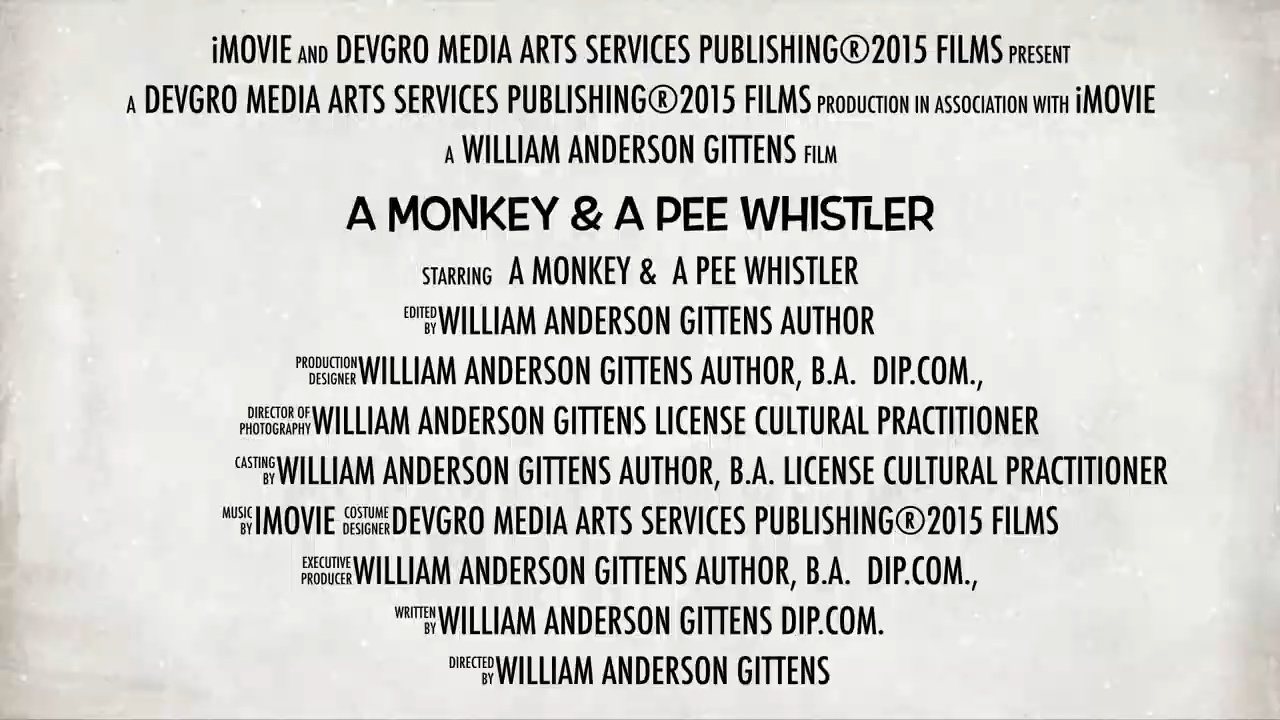 iMOVIE AND DEVGRO MEDIA ARTS SERVICES PUBLISHING®2015 FILMS PRESENT
A DEVGRO MEDIA ARTS SERVICES PUBLISHING®2015 FILMS PRODUCTION IN ASSOCIATION WITH iMOVIE
A WILLIAM ANDERSON GITTENS FILM
A MONKEY & A PEE WHISTLER
STARRING A MONKEY & A PEE WHISTLER
EDITED BY WILLIAM ANDERSON GITTENS AUTHOR
PRODUCTION DESIGNER WILLIAM ANDERSON GITTENS AUTHOR, B.A. DIP.COM.,
DIRECTOR OF PHOTOGRAPHY WILLIAM ANDERSON GITTENS LICENSE CULTURAL PRACTITIONER
CASTING BY WILLIAM ANDERSON GITTENS AUTHOR, B.A. LICENSE CULTURAL PRACTITIONER
MUSIC BY IMOVIE COSTUME DESIGNER DEVGRO MEDIA ARTS SERVICES PUBLISHING®2015 FILMS
EXECUTIVE PRODUCER WILLIAM ANDERSON GITTENS AUTHOR, B.A. DIP.COM.,
WRITTEN BY WILLIAM ANDERSON GITTENS DIP.COM.
DIRECTED BY WILLIAM ANDERSON GITTENS